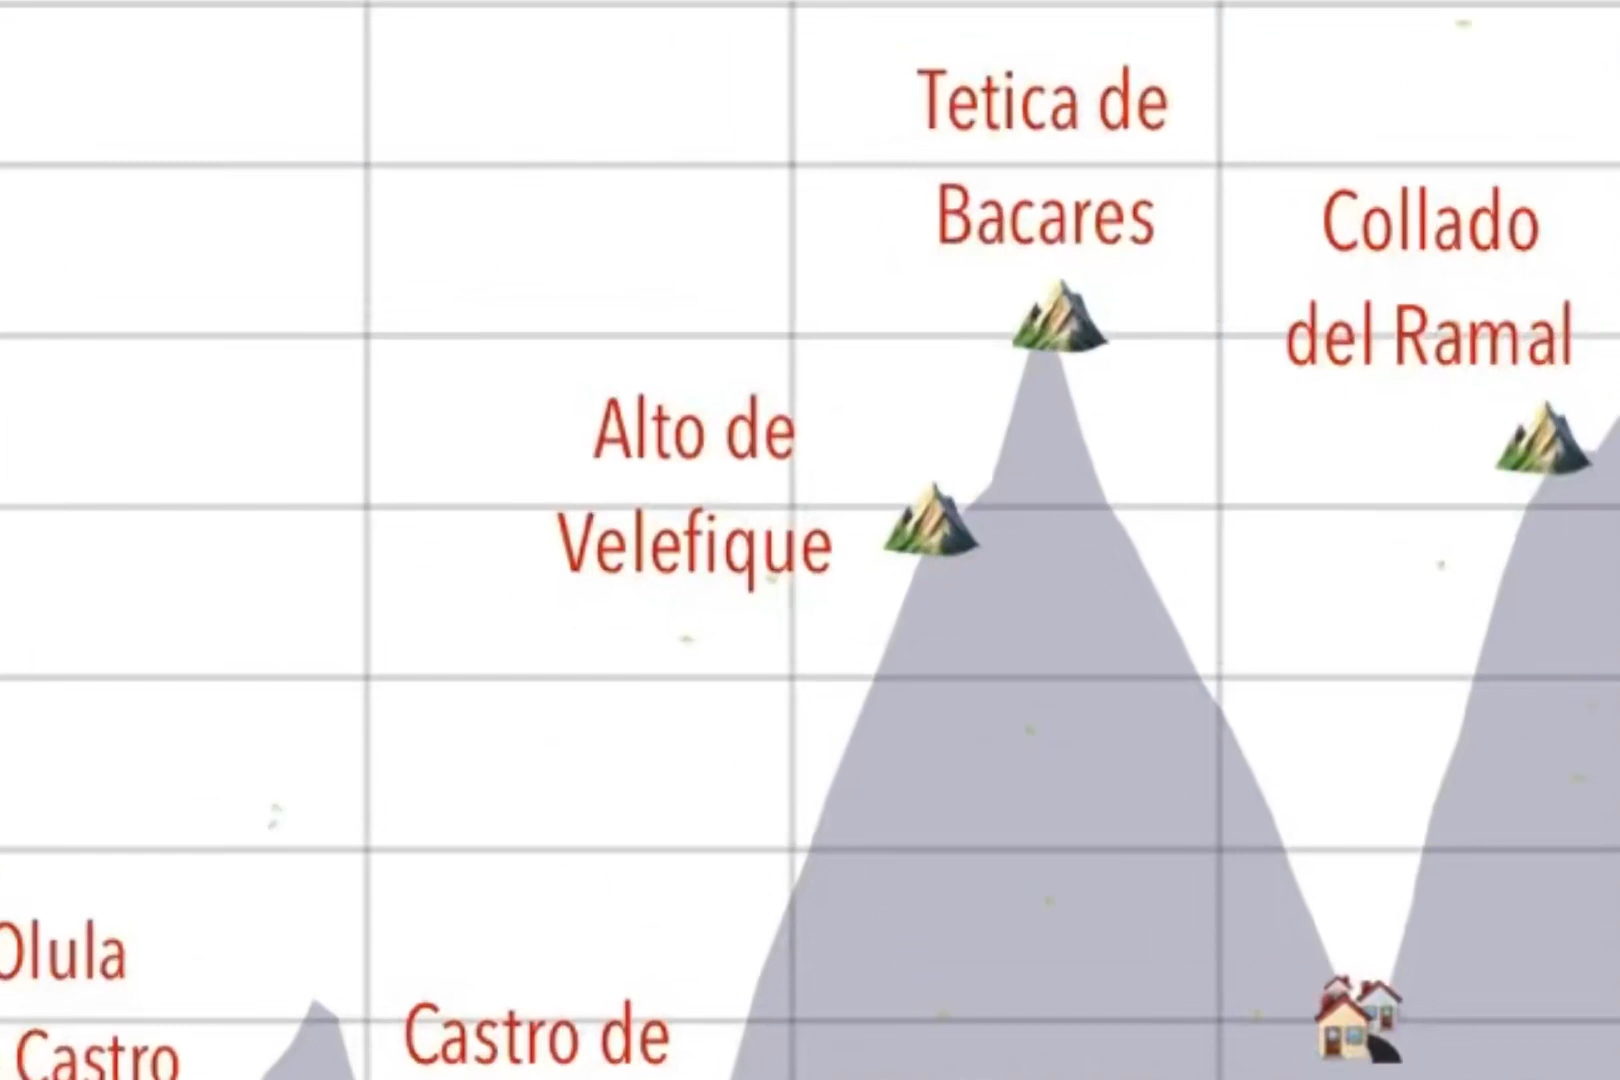 Tetica de
Bacares
Collado
del Ramal
Alto de
Velefique
Olula
Castro
Castro de